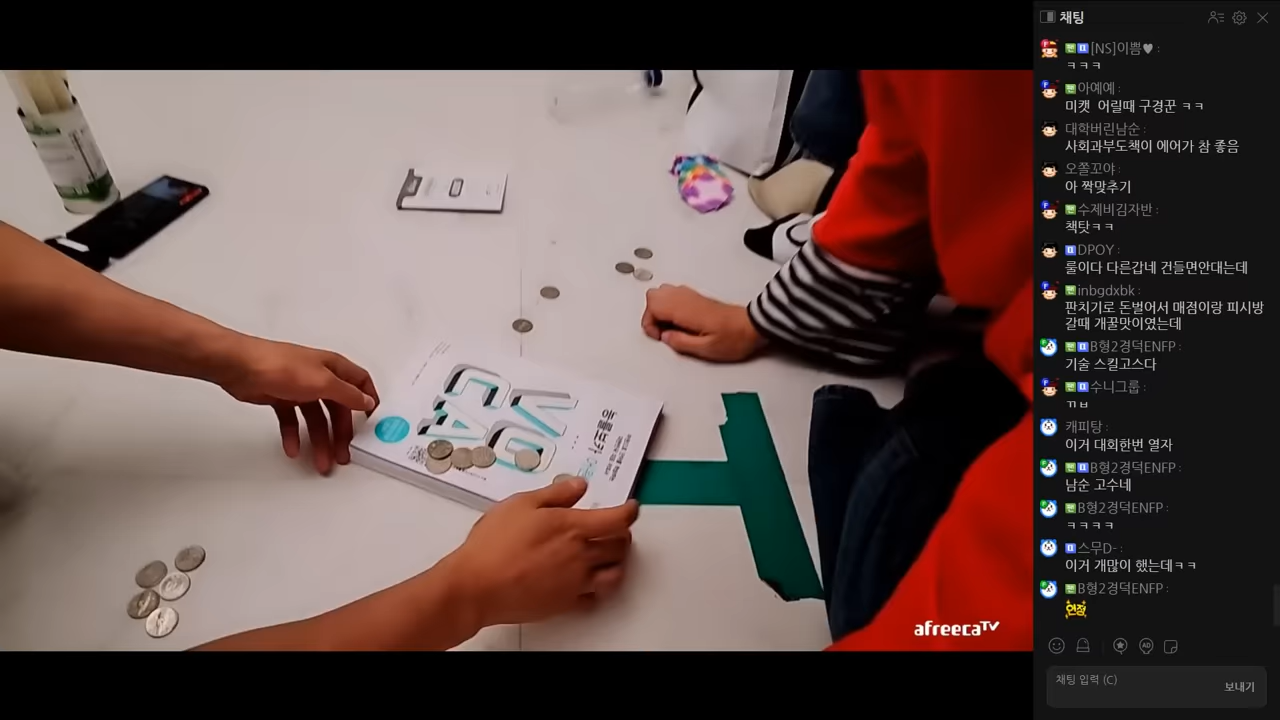 채팅
[NS]이쁨♥ :
ㅋㅋㅋ
아예예 :
미캣 어릴때 구경꾼 ㅋㅋ
대학버린남순 :
사회과부도책이 에어가 참 좋음
오쫄꼬야 :
아 짝맞추기
수제비김자반 :
책탓ㅋㅋ
DPOY :
룰이다 다른갑네 건들면안대는데
inbgdxbk :
판치기로 돈벌어서 매점이랑 피시방
갈때 개꿀맛이였는데
B형2경덕ENFP :
기술 스킬고스다
수니그룹 :
ㄲㅂ
캐피탕 :
이거 대회한번 열자
B형2경덕ENFP :
남순 고수네
B형2경덕ENFP :
ㅋㅋㅋㅋ
스무D- :
이거 개많이 했는데ㅋㅋ
B형2경덕ENFP :
채팅 입력 (C)
보내기
VO
CA
afreecaTV